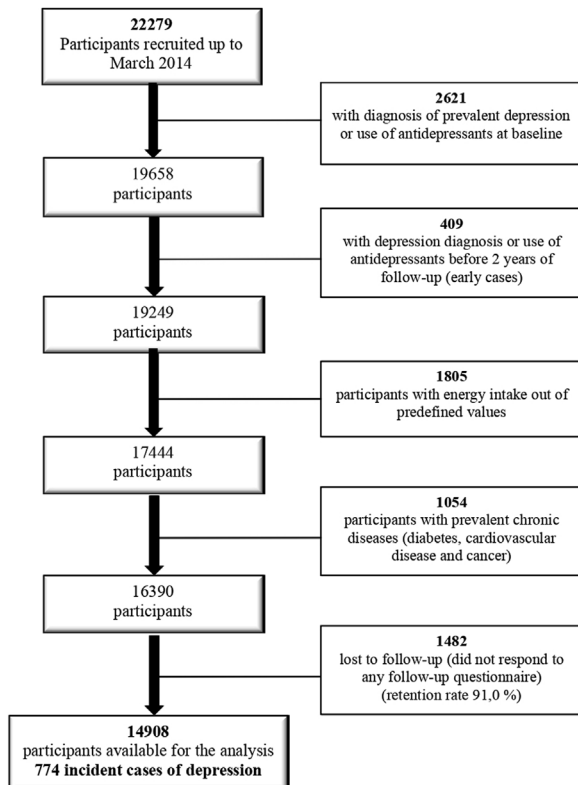 22279
Participants recruited up to
March 2014
2621
with diagnosis of prevalent depression
or use of antidepressants at baseline
19658
participants
409
with depression diagnosis or use of
antidepressants before 2 years of
follow-up (early cases)
19249
participants
1805
participants with energy intake out of
predefined values
17444
participants
1054
participants with prevalent chronic
diseases (diabetes, cardiovascular
disease and cancer)
16390
participants
1482
lost to follow-up (did not respond to
any follow-up questionnaire)
(retention rate 91,0 %)
14908
participants available for the analysis
774 incident cases of depression